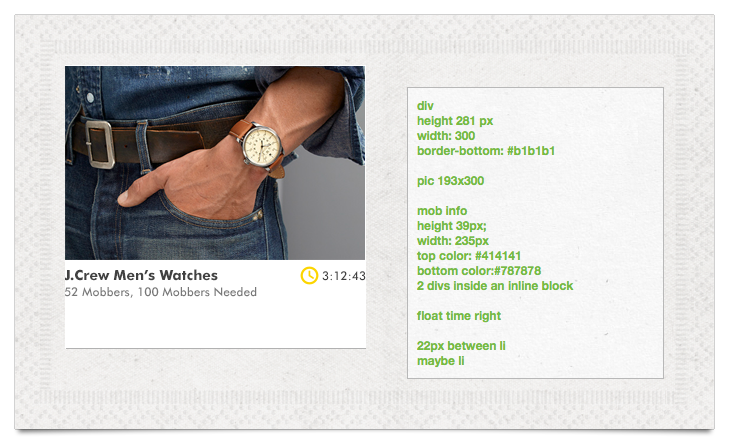 J.Crew Men's Watches
3:12:43
52 Mobbers, 100 Mobbers Needed
div
height 281 px
width: 300
border-bottom: #b1b1b1
pic 193x300
mob info
height 39px;
width: 235px
top color: #414141
bottom color:#787878
2 divs inside an inline block
float time right
22px between li
maybe li